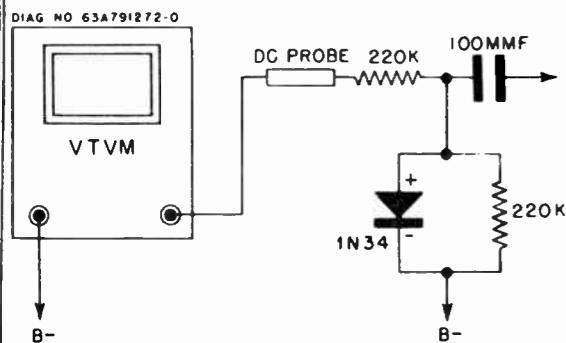 DIAG NO 63A791272-0
VTVM
B-
DC PROBE
220K
100MMF
+
1N34
-
220K
B-